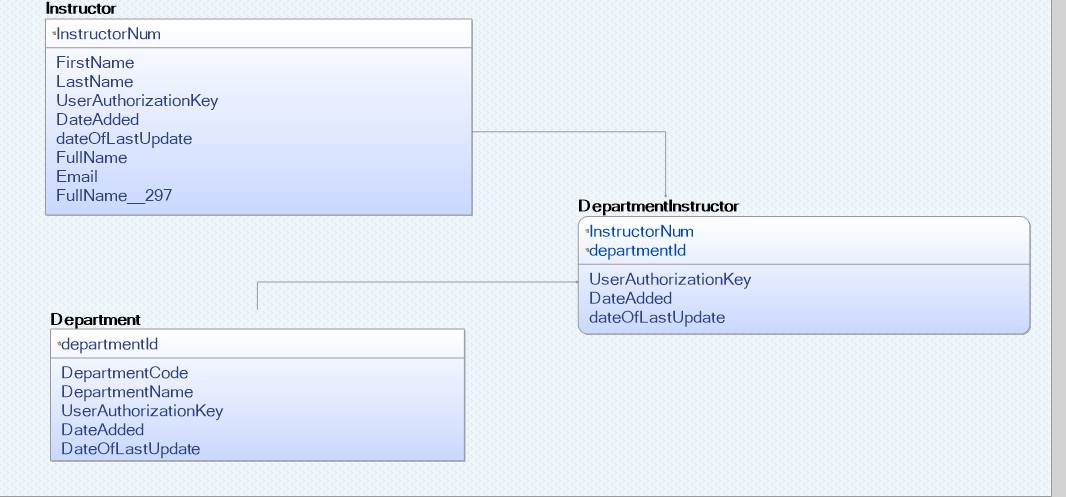 Instructor
InstructorNum
FirstName
LastName
UserAuthorizationKey
DateAdded
dateOfLastUpdate
FullName
Email
FullName__297
DepartmentInstructor
InstructorNum
departmentId
UserAuthorizationKey
DateAdded
dateOfLastUpdate
Department
departmentId
DepartmentCode
DepartmentName
UserAuthorizationKey
DateAdded
DateOfLastUpdate